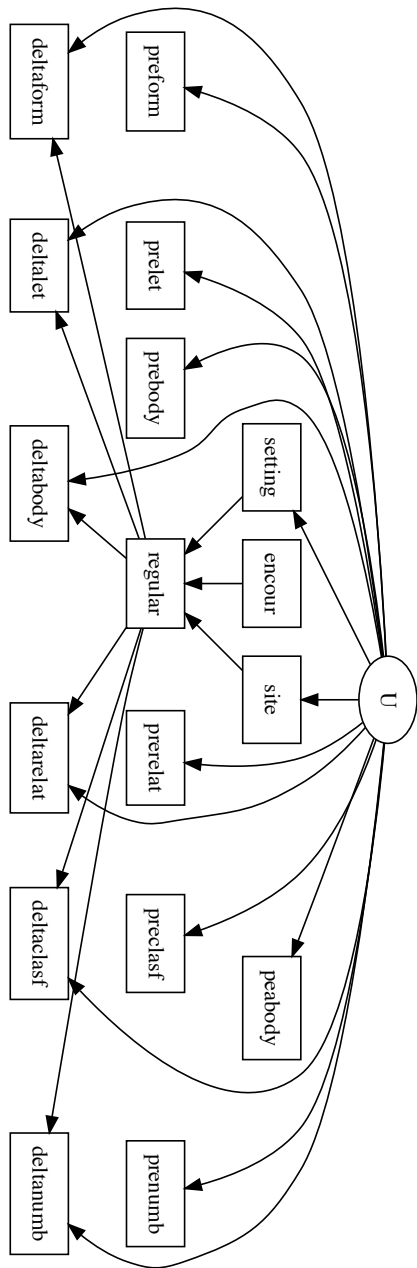 U
setting
encour
site
peabody
preform
prelet
prebody
regular
prerelat
preclasf
prenumb
deltaform
deltalet
deltabody
deltarelat
deltaclasf
deltanumb